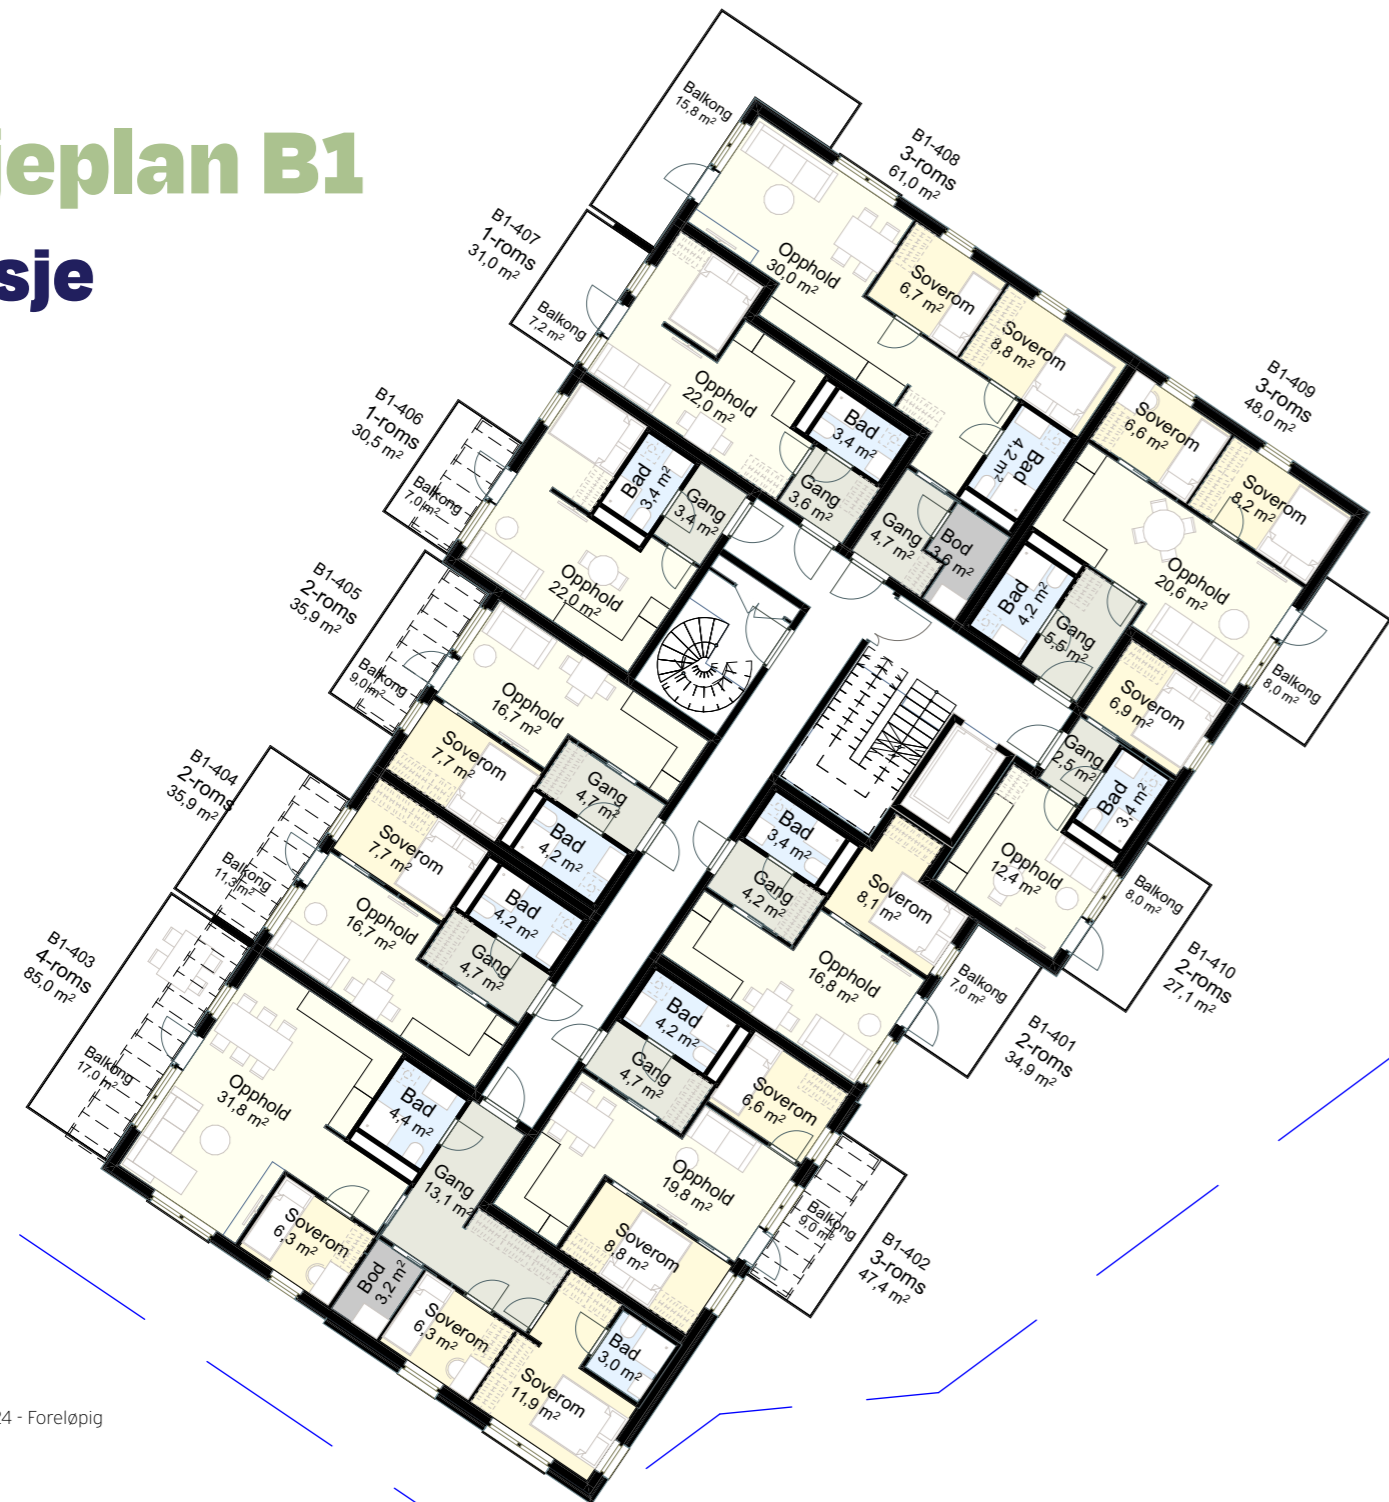 jeplan B1
sje
Balkong
15,8 m²
B1-408
3-roms
61,0 m²
B1-407
1-roms
31,0 m²
Balkong
7,2 m²
Opphold
30,0 m²
Soverom
6,7 m²
Soverom
8,8 m²
B1-409
3-roms
48,0 m²
Opphold
22,0 m²
Bad
3,4 m²
Gang
3,6 m²
Bad
4,2 m²
Gang
4,7 m²
Bod
3,6 m²
Soverom
6,6 m²
Soverom
8,2 m²
Opphold
20,6 m²
Bad
4,2 m²
Gang
5,5 m²
Balkong
8,0 m²
B1-406
1-roms
30,5 m²
Balkong
7,0 m²
Bad
3,4 m²
Gang
3,4 m²
Opphold
22,0 m²
B1-405
2-roms
35,9 m²
Balkong
9,0 m²
Opphold
16,7 m²
Soverom
7,7 m²
Gang
4,7 m²
Bad
4,2 m²
Soverom
6,9 m²
Gang
2,5 m²
Bad
3,4 m²
Opphold
12,4 m²
Balkong
8,0 m²
B1-410
2-roms
27,1 m²
B1-404
2-roms
35,9 m²
Balkong
11,3 m²
Soverom
7,7 m²
Opphold
16,7 m²
Bad
4,2 m²
Gang
4,7 m²
Bad
3,4 m²
Gang
4,2 m²
Soverom
8,1 m²
Opphold
16,8 m²
Balkong
7,0 m²
B1-401
2-roms
34,9 m²
B1-403
4-roms
85,0 m²
Balkong
17,0 m²
Opphold
31,8 m²
Bad
4,4 m²
Gang
13,1 m²
Soverom
6,3 m²
Bod
3,2 m²
Soverom
6,3 m²
Soverom
11,9 m²
Bad
3,0 m²
Bad
4,2 m²
Gang
4,7 m²
Soverom
6,6 m²
Opphold
19,8 m²
Soverom
8,8 m²
Balkong
9,0 m²
B1-402
3-roms
47,4 m²
24 - Foreløpig